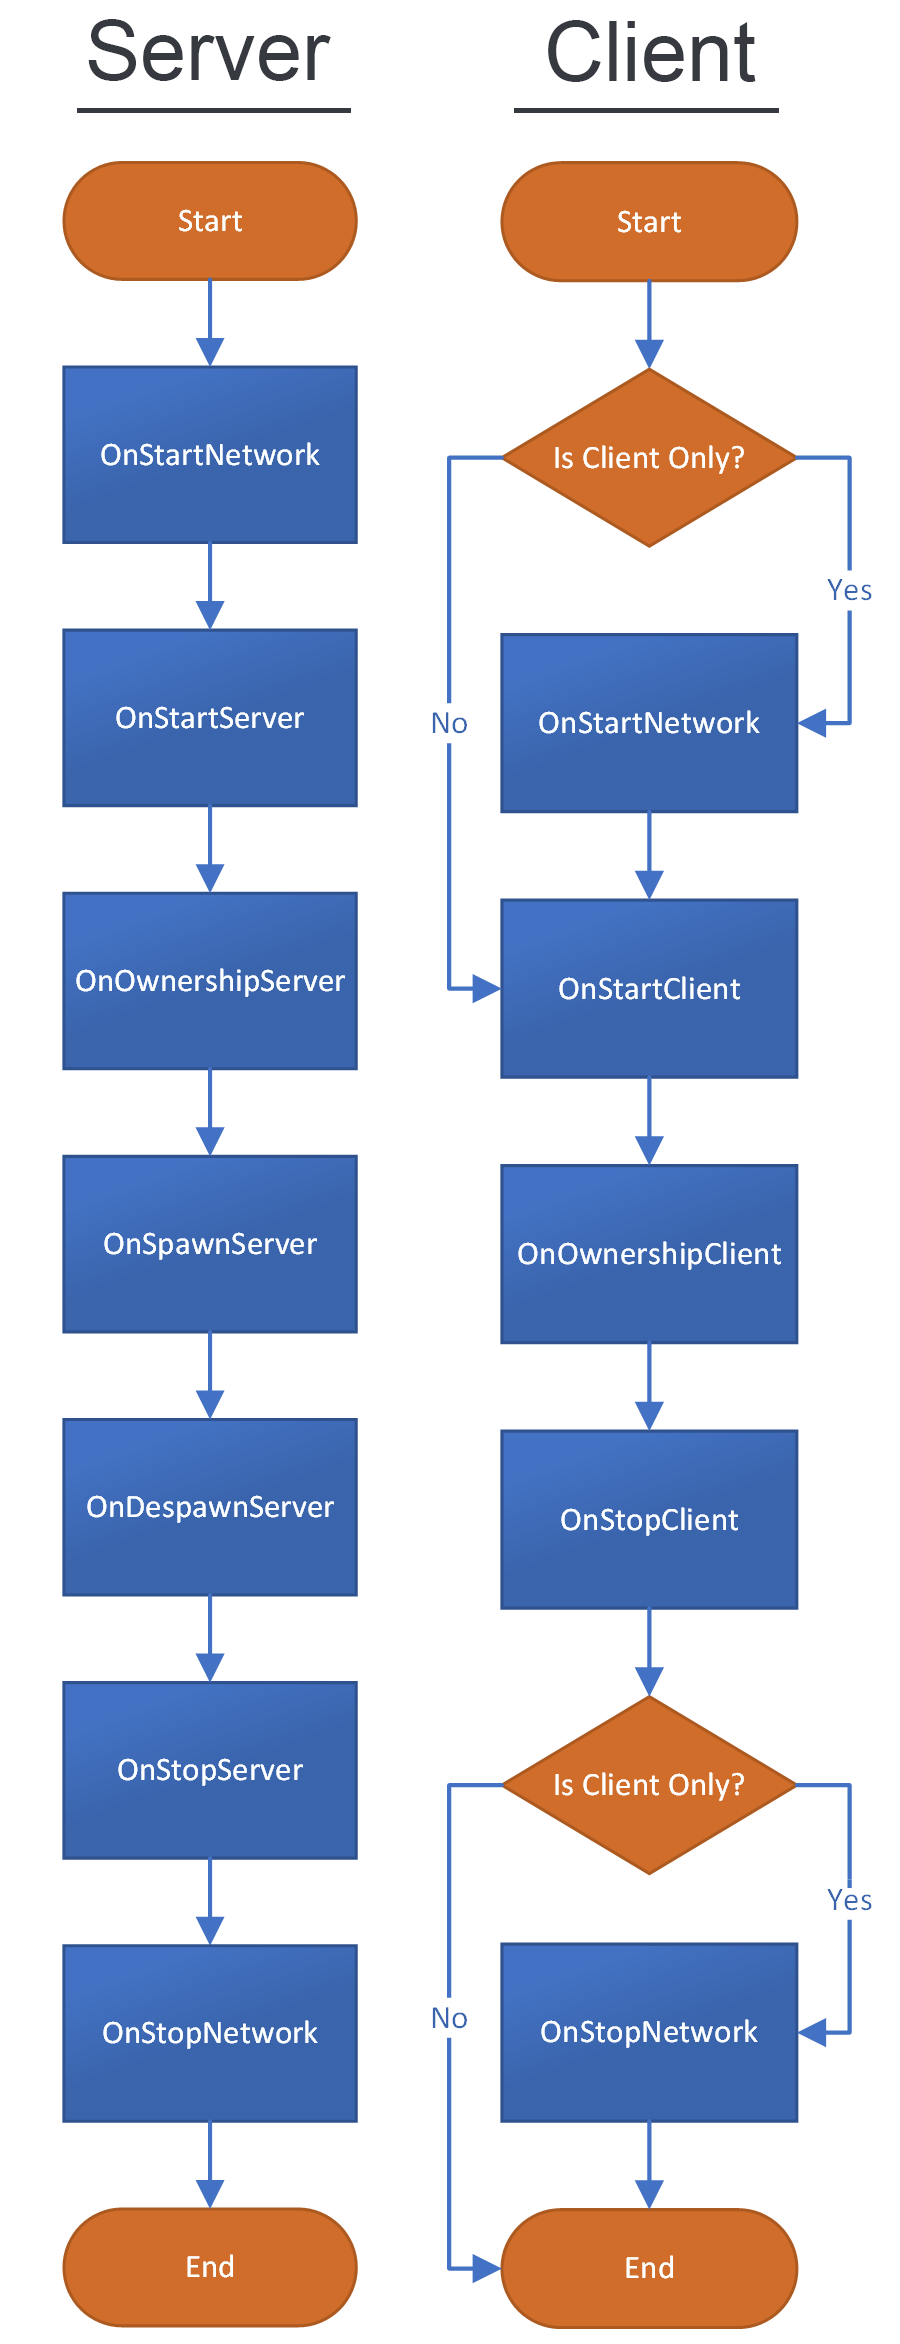 Server
Start
OnStartNetwork
OnStartServer
OnOwnershipServer
OnSpawnServer
OnDespawnServer
OnStopServer
OnStopNetwork
End
Client
Start
Is Client Only?
Yes
No
OnStartNetwork
OnStartClient
OnOwnershipClient
OnStopClient
Is Client Only?
Yes
No
OnStopNetwork
End